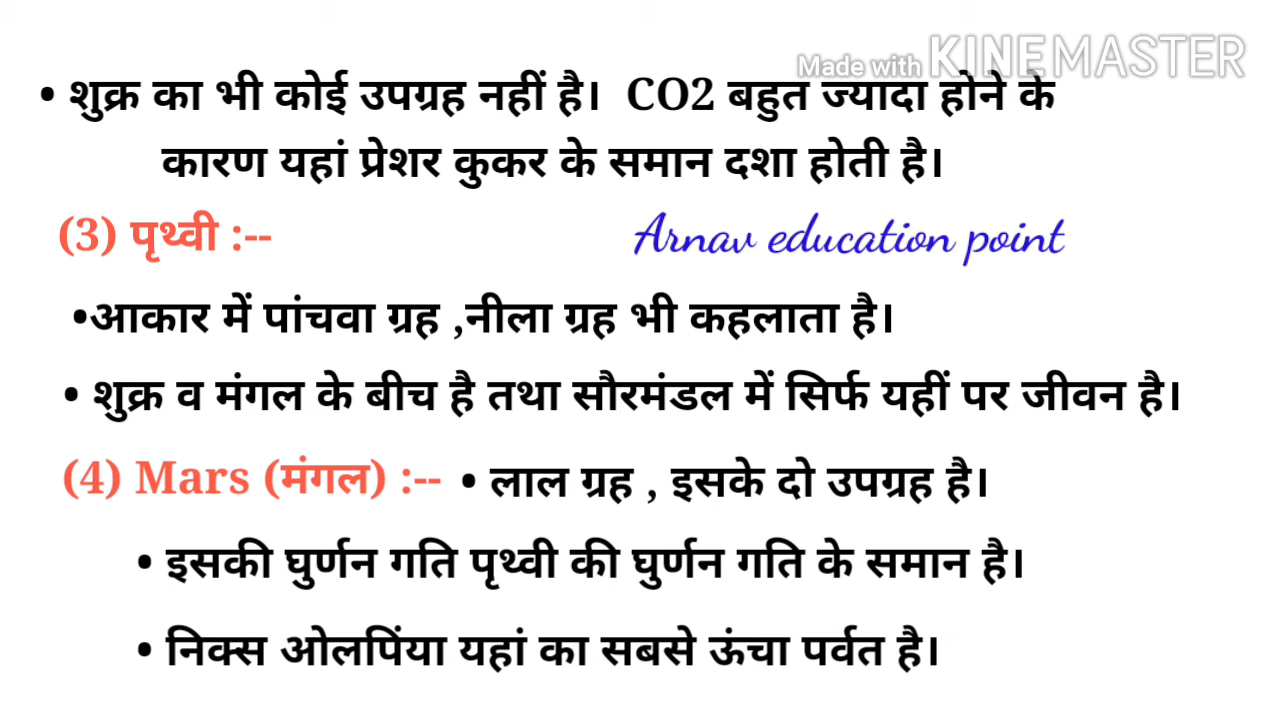 Made with KINEMASTER
• शुक्र का भी कोई उपग्रह नहीं है। CO2 बहुत ज्यादा होने के
कारण यहां प्रेशर कुकर के समान दशा होती है।
(3) पृथ्वी :--
Arnav education point
•आकार में पांचवा ग्रह ,नीला ग्रह भी कहलाता है।
• शुक्र व मंगल के बीच है तथा सौरमंडल में सिर्फ यहीं पर जीवन है।
(4) Mars (मंगल) :-- • लाल ग्रह , इसके दो उपग्रह है।
• इसकी घुर्णन गति पृथ्वी की घुर्णन गति के समान है।
• निक्स ओलपिंया यहां का सबसे ऊंचा पर्वत है।